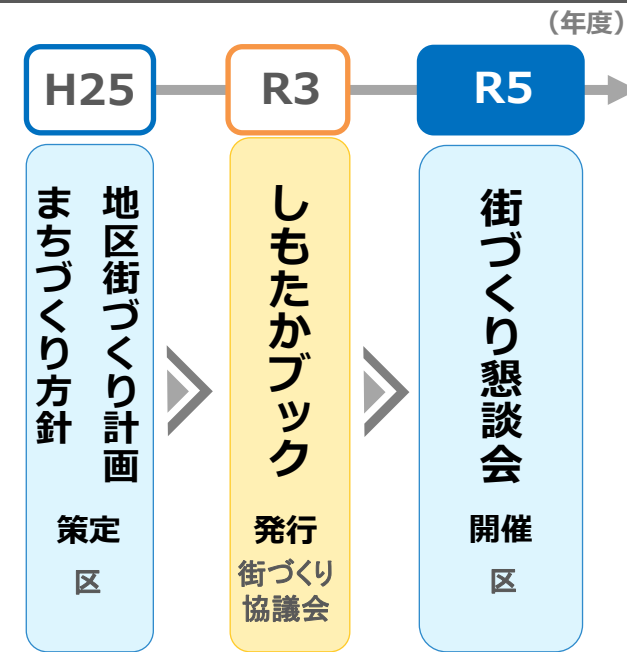 （年度）
H25
R3
R5
地区街づくり計画
まちづくり方針
策定
区
しもたかブック
発行
街づくり
協議会
街づくり懇談会
開催
区